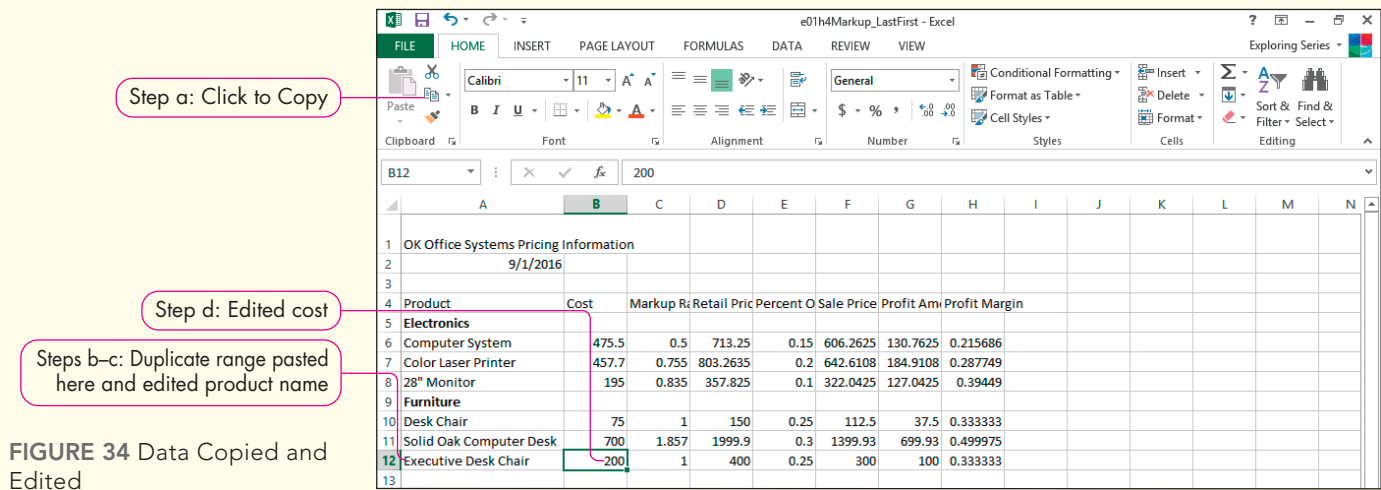 e01h4Markup_LastFirst - Excel
?
FILE HOME INSERT PAGE LAYOUT FORMULAS DATA REVIEW VIEW Exploring Series
Step a: Click to Copy
Paste
Calibri 11 A A
B I U A
General
$ % , .0 .00 .00 .0
Conditional Formatting
Format as Table
Cell Styles
Insert
Delete
Format
Σ
A Z
Sort & Find &
Filter Select
Clipboard Font Alignment Number Styles Cells Editing
B12 fx 200
A B C D E F G H I J K L M N
1 OK Office Systems Pricing Information
2 9/1/2016
3
4 Product Cost Markup Ra Retail Pric Percent O Sale Price Profit Am Profit Margin
5 Electronics
6 Computer System 475.5 0.5 713.25 0.15 606.2625 130.7625 0.215686
7 Color Laser Printer 457.7 0.755 803.2635 0.2 642.6108 184.9108 0.287749
8 28" Monitor 195 0.835 357.825 0.1 322.0425 127.0425 0.39449
9 Furniture
10 Desk Chair 75 1 150 0.25 112.5 37.5 0.333333
11 Solid Oak Computer Desk 700 1.857 1999.9 0.3 1399.93 699.93 0.499975
12 Executive Desk Chair 200 1 400 0.25 300 100 0.333333
13
Step d: Edited cost
Steps b–c: Duplicate range pasted
here and edited product name
FIGURE 34 Data Copied and
Edited